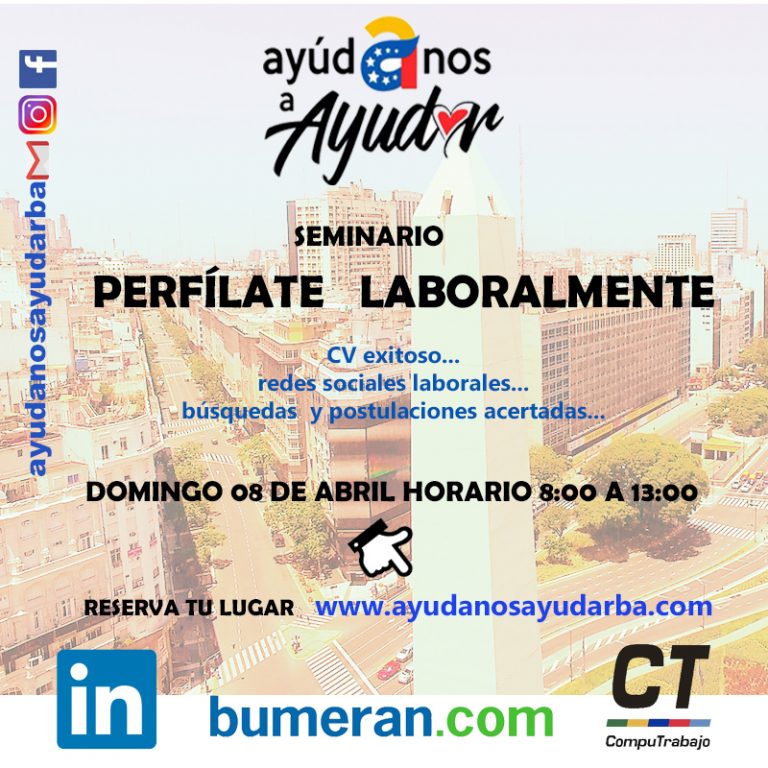 ayúdanos
a Ayudar
ayudanosayudarba
SEMINARIO
PERFÍLATE LABORALMENTE
CV exitoso...
redes sociales laborales...
búsquedas y postulaciones acertadas...
DOMINGO 08 DE ABRIL HORARIO 8:00 A 13:00
RESERVA TU LUGAR www.ayudanosayudarba.com
in
bumeran.com
CT
CompuTrabajo